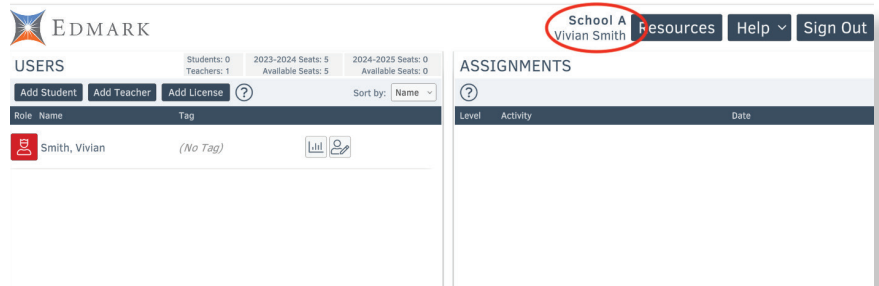 EDMARK
School A
Vivian Smith
Resources
Help
Sign Out
USERS
Students: 0
Teachers: 1
2023-2024 Seats: 5
Available Seats: 5
2024-2025 Seats: 0
Available Seats: 0
Add Student
Add Teacher
Add License
?
Sort by: Name
Role Name Tag
Smith, Vivian (No Tag)
ASSIGNMENTS
?
Level Activity Date